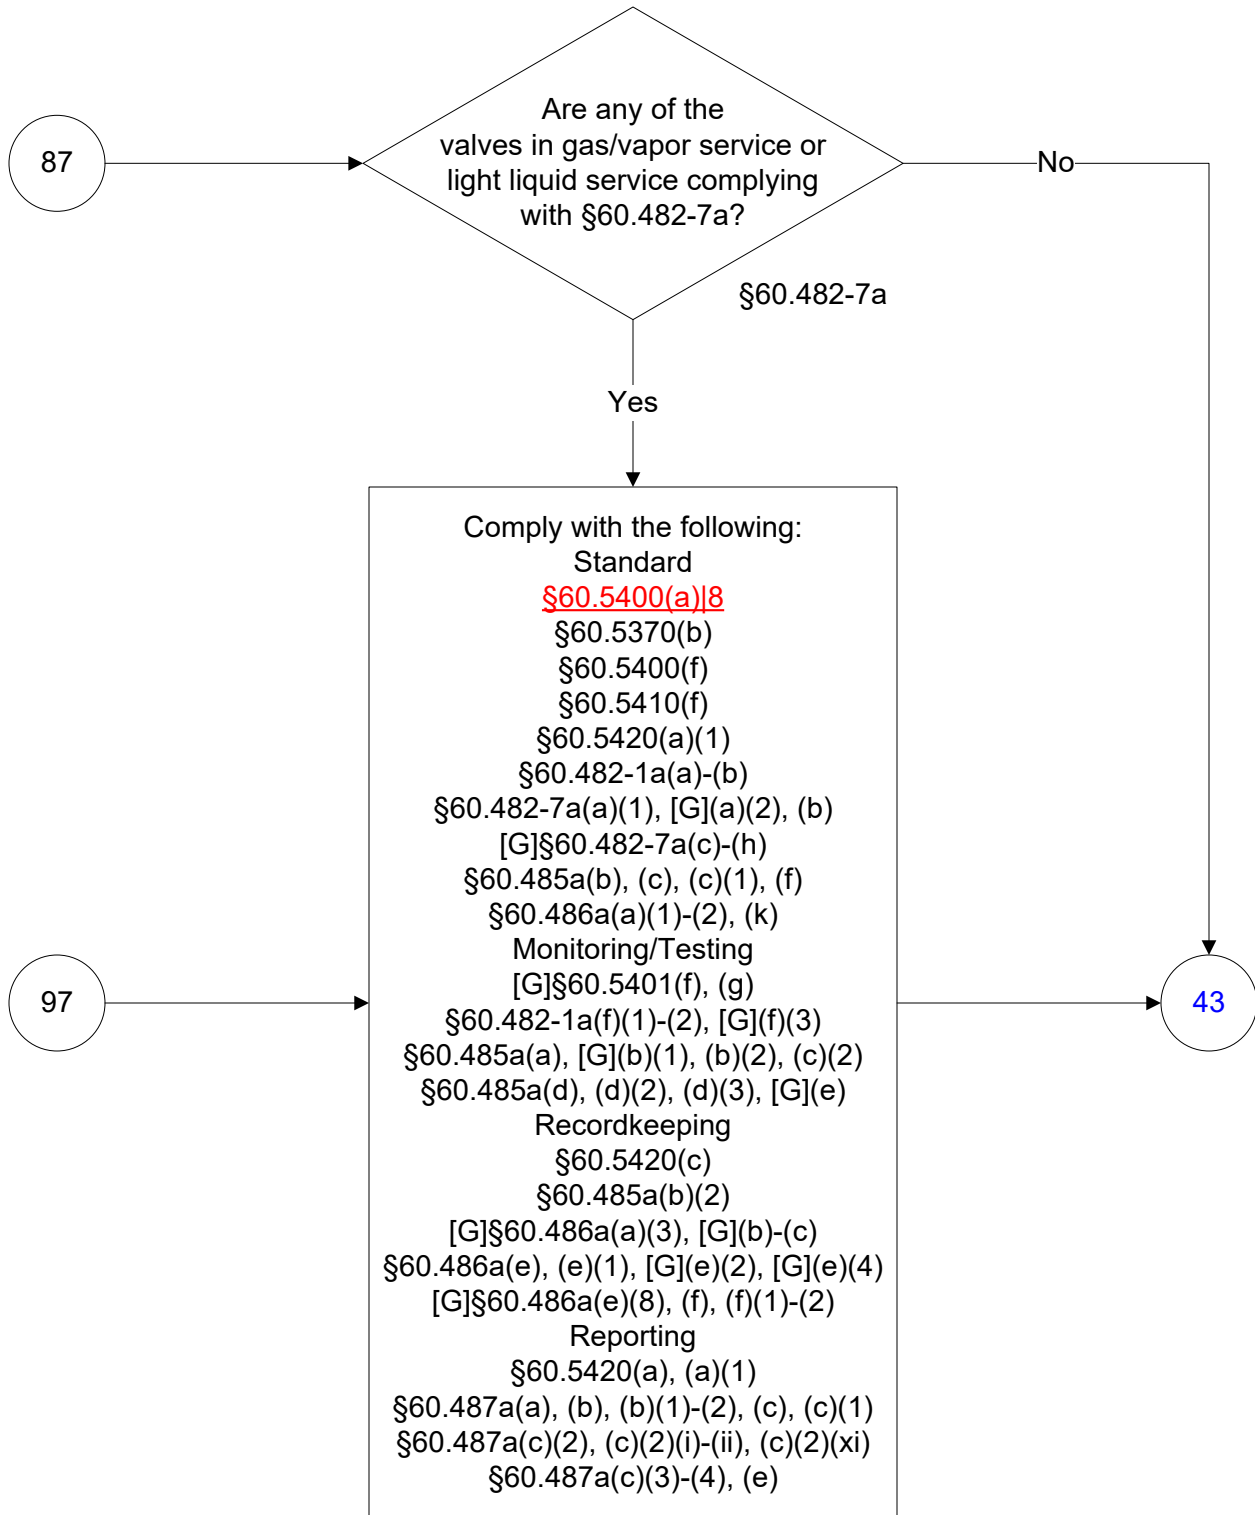 87
Are any of the
valves in gas/vapor service or
light liquid service complying
with §60.482-7a?
No
§60.482-7a
Yes
Comply with the following:
Standard
§60.5400(a)|8
§60.5370(b)
§60.5400(f)
§60.5410(f)
§60.5420(a)(1)
§60.482-1a(a)-(b)
§60.482-7a(a)(1), [G](a)(2), (b)
[G]§60.482-7a(c)-(h)
§60.485a(b), (c), (c)(1), (f)
§60.486a(a)(1)-(2), (k)
Monitoring/Testing
[G]§60.5401(f), (g)
§60.482-1a(f)(1)-(2), [G](f)(3)
§60.485a(a), [G](b)(1), (b)(2), (c)(2)
§60.485a(d), (d)(2), (d)(3), [G](e)
Recordkeeping
§60.5420(c)
§60.485a(b)(2)
[G]§60.486a(a)(3), [G](b)-(c)
§60.486a(e), (e)(1), [G](e)(2), [G](e)(4)
[G]§60.486a(e)(8), (f), (f)(1)-(2)
Reporting
§60.5420(a), (a)(1)
§60.487a(a), (b), (b)(1)-(2), (c), (c)(1)
§60.487a(c)(2), (c)(2)(i)-(ii), (c)(2)(xi)
§60.487a(c)(3)-(4), (e)
97
43